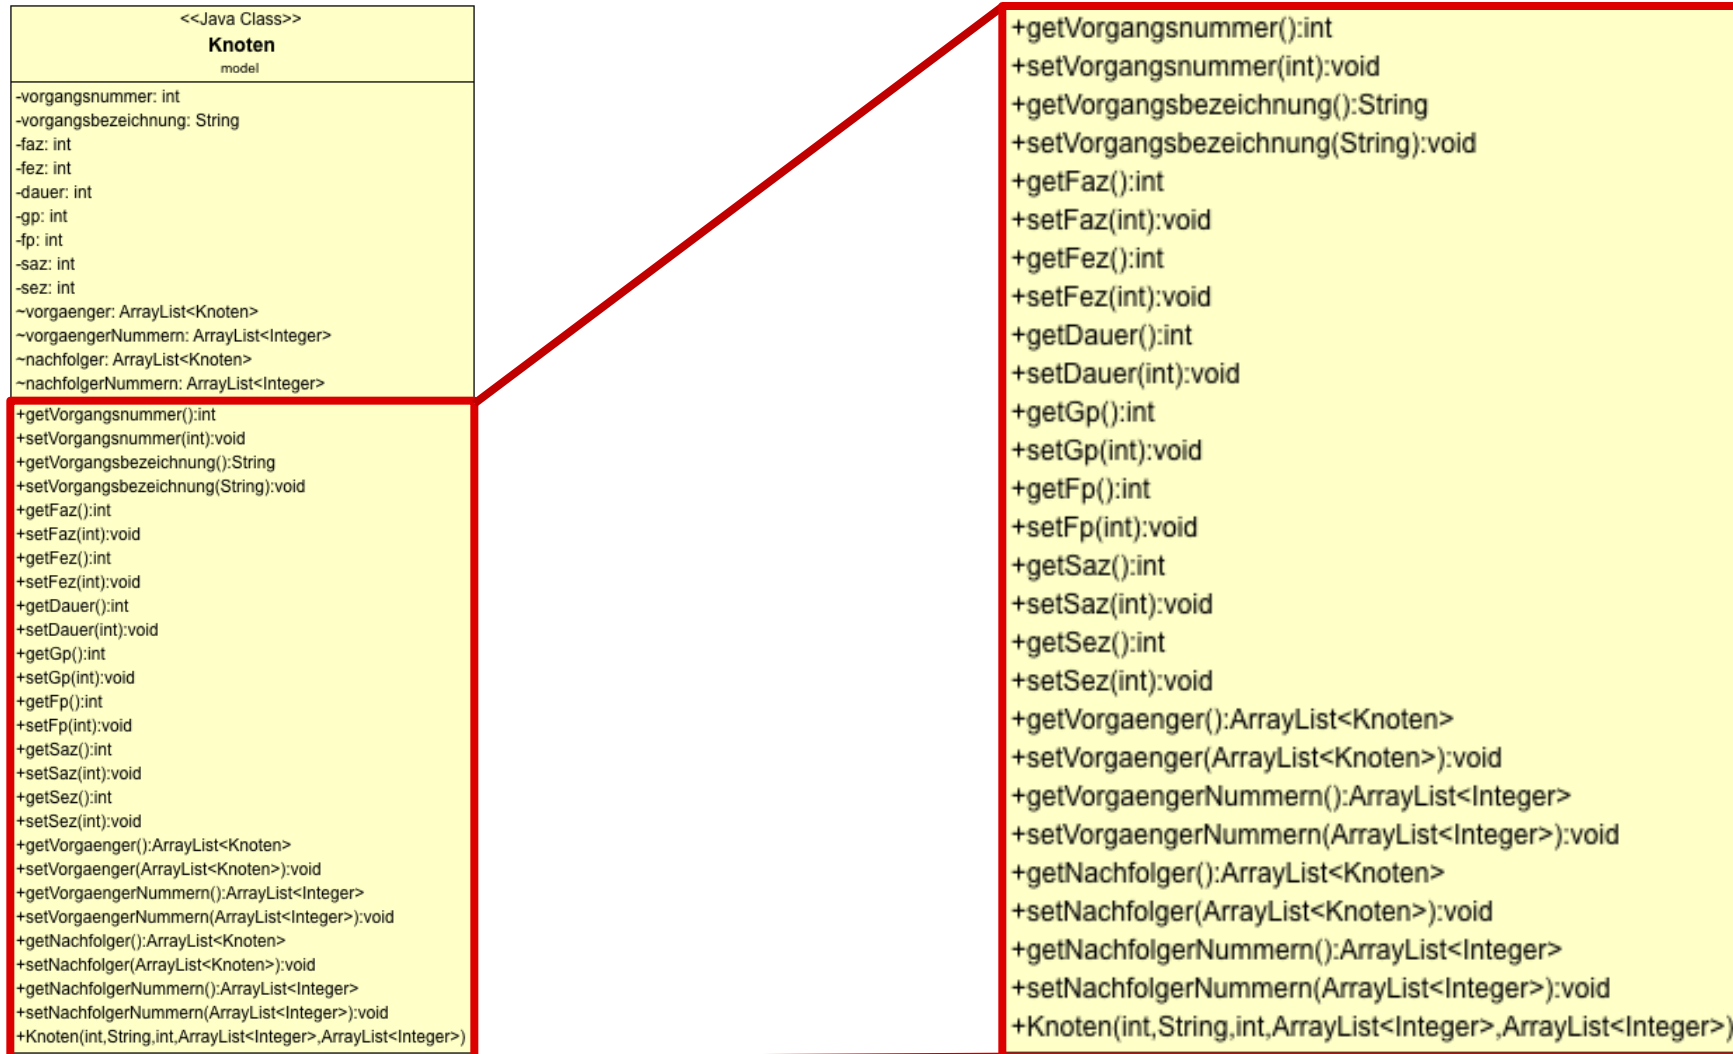 <<Java Class>>
Knoten
model
-vorgangsnummer: int
-vorgangsbezeichnung: String
-faz: int
-fez: int
-dauer: int
-gp: int
-fp: int
-saz: int
-sez: int
~vorgaenger: ArrayList<Knoten>
~vorgaengerNummern: ArrayList<Integer>
~nachfolger: ArrayList<Knoten>
~nachfolgerNummern: ArrayList<Integer>
+getVorgangsnummer():int
+setVorgangsnummer(int):void
+getVorgangsbezeichnung():String
+setVorgangsbezeichnung(String):void
+getFaz():int
+setFaz(int):void
+getFez():int
+setFez(int):void
+getDauer():int
+setDauer(int):void
+getGp():int
+setGp(int):void
+getFp():int
+setFp(int):void
+getSaz():int
+setSaz(int):void
+getSez():int
+setSez(int):void
+getVorgaenger():ArrayList<Knoten>
+setVorgaenger(ArrayList<Knoten>):void
+getVorgaengerNummern():ArrayList<Integer>
+setVorgaengerNummern(ArrayList<Integer>):void
+getNachfolger():ArrayList<Knoten>
+setNachfolger(ArrayList<Knoten>):void
+getNachfolgerNummern():ArrayList<Integer>
+setNachfolgerNummern(ArrayList<Integer>):void
+Knoten(int,String,int,ArrayList<Integer>,ArrayList<Integer>)
+getVorgangsnummer():int
+setVorgangsnummer(int):void
+getVorgangsbezeichnung():String
+setVorgangsbezeichnung(String):void
+getFaz():int
+setFaz(int):void
+getFez():int
+setFez(int):void
+getDauer():int
+setDauer(int):void
+getGp():int
+setGp(int):void
+getFp():int
+setFp(int):void
+getSaz():int
+setSaz(int):void
+getSez():int
+setSez(int):void
+getVorgaenger():ArrayList<Knoten>
+setVorgaenger(ArrayList<Knoten>):void
+getVorgaengerNummern():ArrayList<Integer>
+setVorgaengerNummern(ArrayList<Integer>):void
+getNachfolger():ArrayList<Knoten>
+setNachfolger(ArrayList<Knoten>):void
+getNachfolgerNummern():ArrayList<Integer>
+setNachfolgerNummern(ArrayList<Integer>):void
+Knoten(int,String,int,ArrayList<Integer>,ArrayList<Integer>)